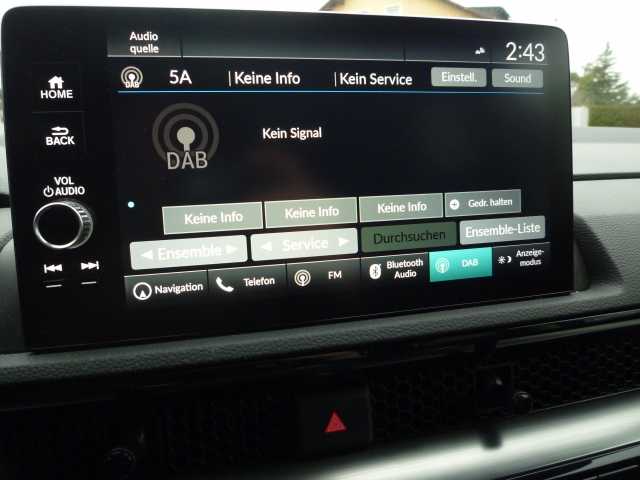 Audio
quelle
2:43
HOME
DAB
5A
Keine Info
Kein Service
Einstell.
Sound
BACK
DAB
Kein Signal
VOL
AUDIO
Keine Info
Keine Info
Keine Info
Gedr. halten
Ensemble
Service
Durchsuchen
Ensemble-Liste
Navigation
Telefon
FM
Bluetooth
Audio
DAB
Anzeige-
modus